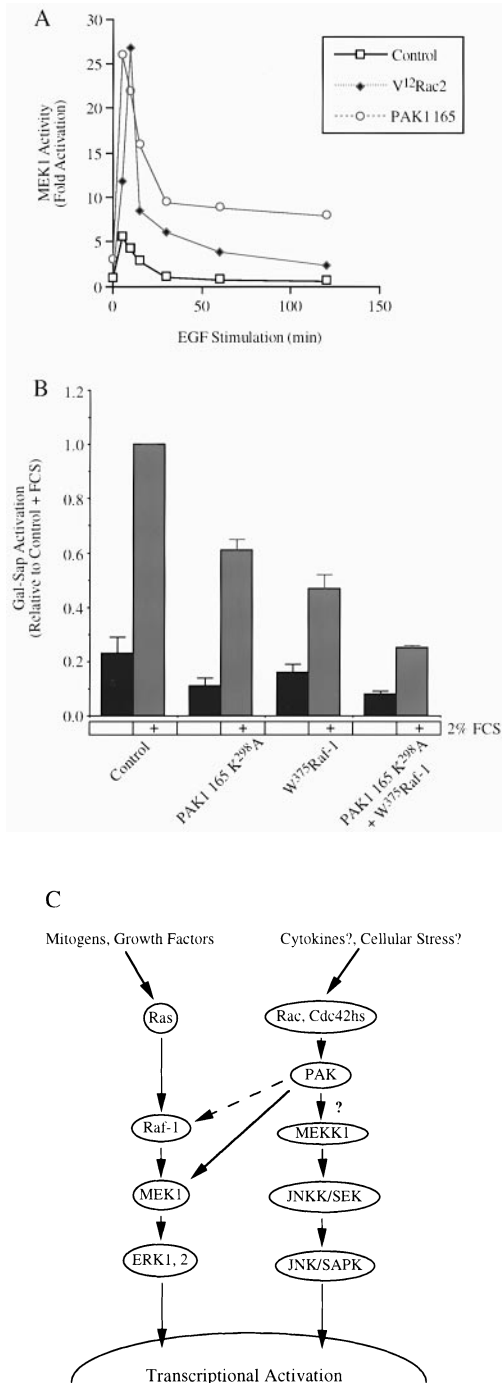 A
30
25
20
15
10
5
0
MEK1 Activity
(Fold Activation)
Control
V12Rac2
PAK1 165
0
50
100
150
EGF Stimulation (min)
B
1.2
1.0
0.8
0.6
0.4
0.2
0.0
Gal-Sap Activation
(Relative to Control + FCS)
+ + + + 2% FCS
Control
PAK1 165 K298A
W375Raf-1
PAK1 165 K298A
+ W375Raf-1
C
Mitogens, Growth Factors
Cytokines?, Cellular Stress?
Ras
Rac, Cdc42hs
PAK
?
Raf-1
MEKK1
MEK1
JNKK/SEK
ERK1, 2
JNK/SAPK
Transcriptional Activation